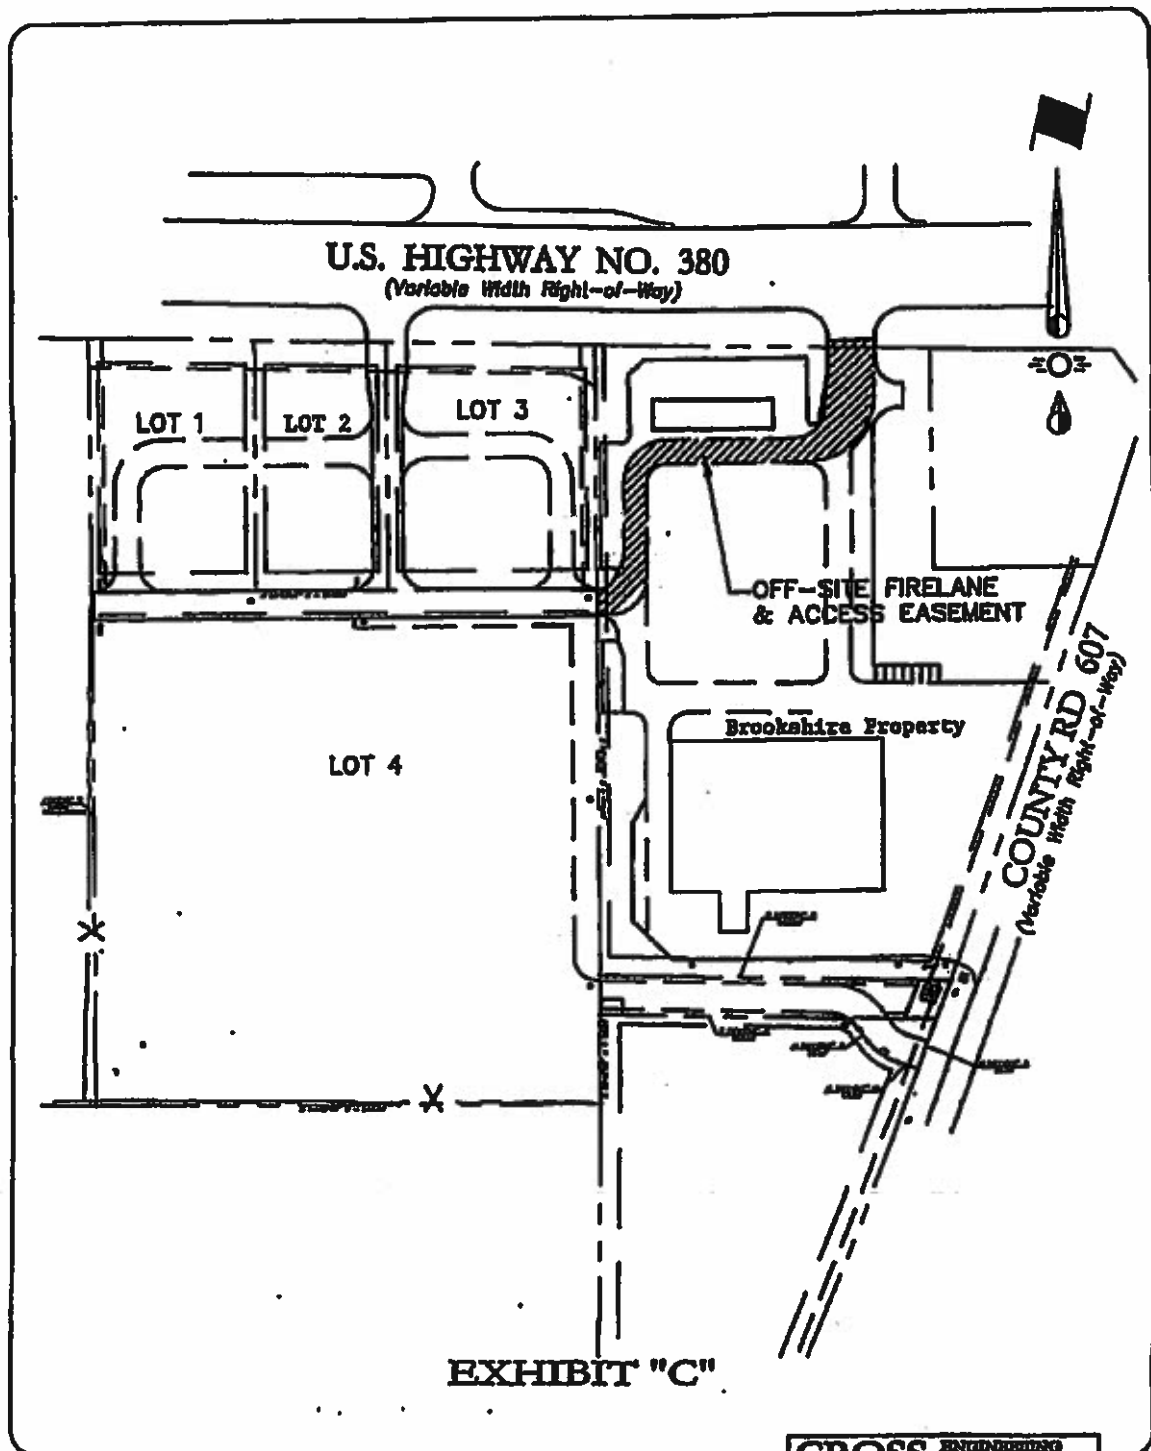 U.S. HIGHWAY NO. 380
(Variable Width Right-of-Way)
LOT 1
LOT 2
LOT 3
OFF-SITE FIRELANE
& ACCESS EASEMENT
Brookshire Property
LOT 4
COUNTY RD 607
(Variable Width Right-of-Way)
EXHIBIT "C"
CROSS ENGINEERING